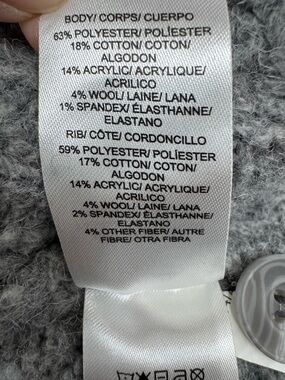 BODY/ CORPS/ CUERPO
63% POLYESTER/ POLIÉSTER
18% COTTON/ COTON/
ALGODON
14% ACRYLIC/ ACRYLIQUE/
ACRILICO
4% WOOL/ LAINE/ LANA
1% SPANDEX/ ÉLASTHANNE/
ELASTANO
RIB/ CÔTE/ CORDONCILLO
59% POLYESTER/ POLIÉSTER
17% COTTON/ COTON/
ALGODON
14% ACRYLIC/ ACRYLIQUE/
ACRILICO
4% WOOL/ LAINE/ LANA
2% SPANDEX/ ÉLASTHANNE/
ELASTANO
4% OTHER FIBER/ AUTRE
FIBRE/ OTRA FIBRA